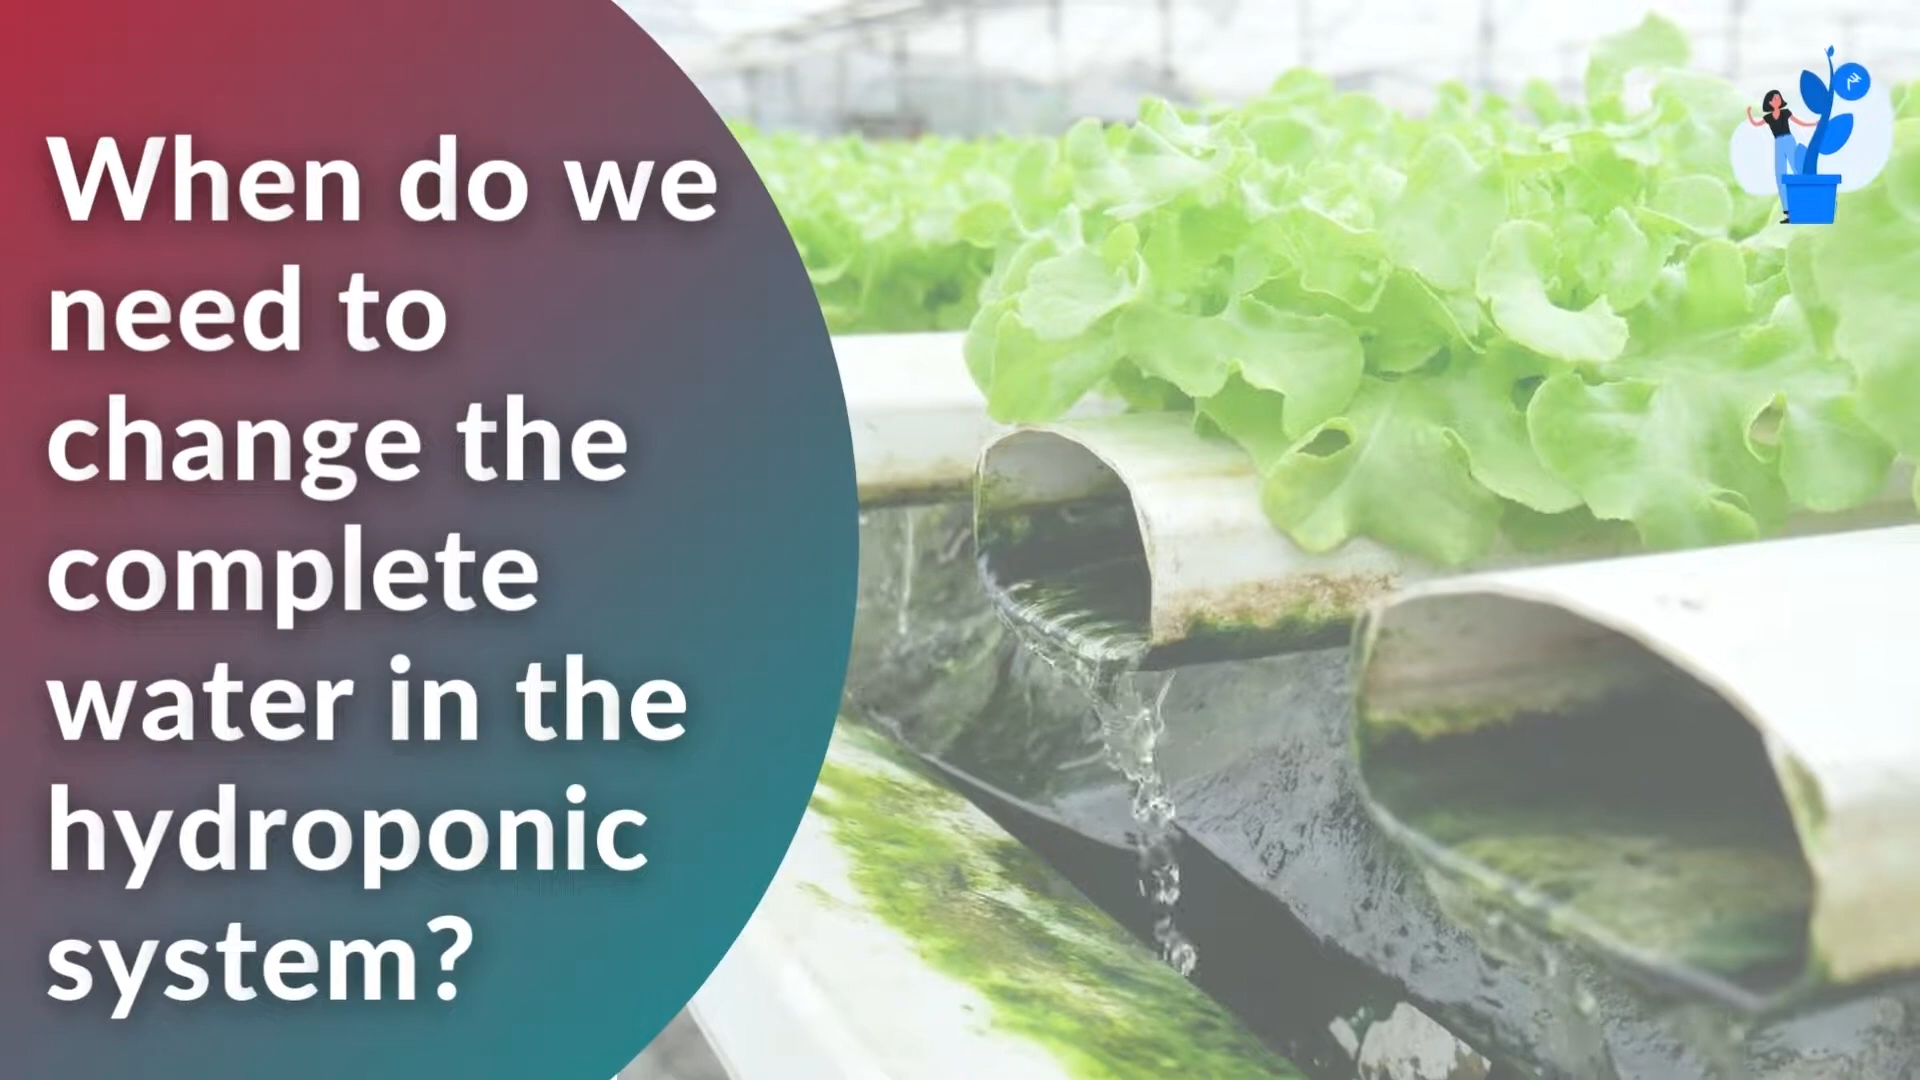 When do we
need to
change the
complete
water in the
hydroponic
system?